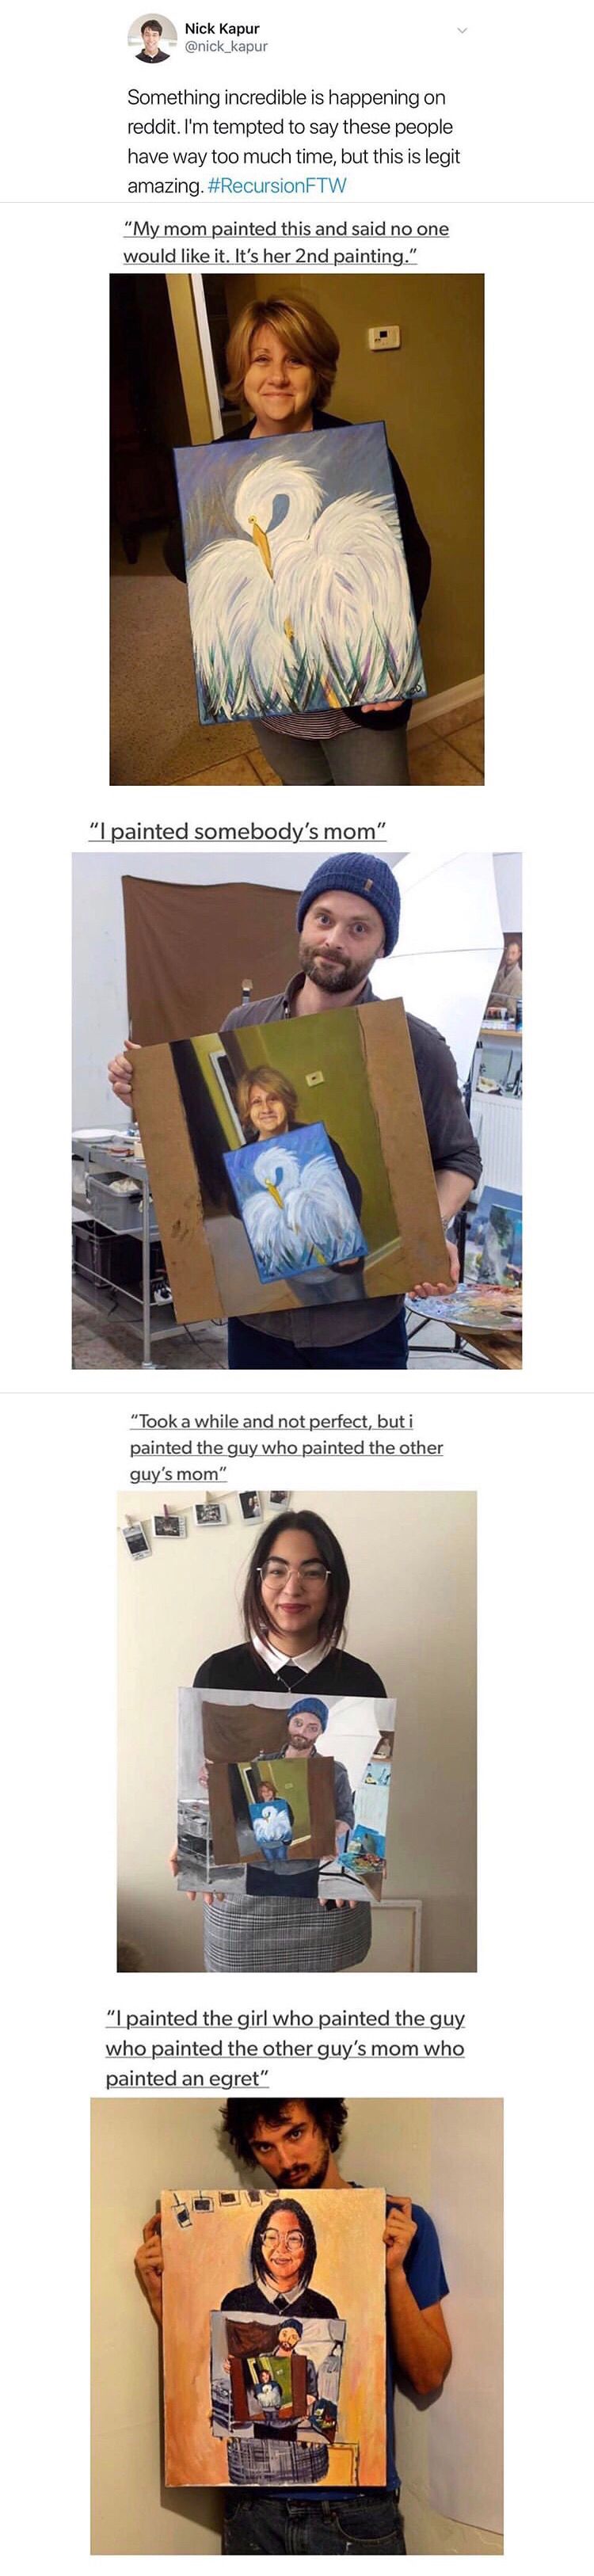 Nick Kapur
@nick_kapur
Something incredible is happening on
reddit. I'm tempted to say these people
have way too much time, but this is legit
amazing. #RecursionFTW
“My mom painted this and said no one
would like it. It’s her 2nd painting.”
“I painted somebody’s mom”
“Took a while and not perfect, but i
painted the guy who painted the other
guy’s mom”
“I painted the girl who painted the guy
who painted the other guy’s mom who
painted an egret”